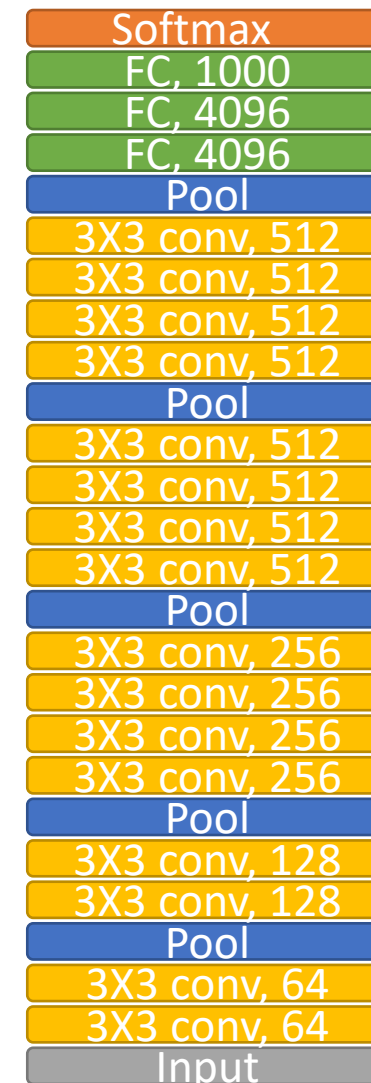 Softmax
FC, 1000
FC, 4096
FC, 4096
Pool
3X3 conv, 512
3X3 conv, 512
3X3 conv, 512
3X3 conv, 512
Pool
3X3 conv, 512
3X3 conv, 512
3X3 conv, 512
3X3 conv, 512
Pool
3X3 conv, 256
3X3 conv, 256
3X3 conv, 256
3X3 conv, 256
Pool
3X3 conv, 128
3X3 conv, 128
Pool
3X3 conv, 64
3X3 conv, 64
Input